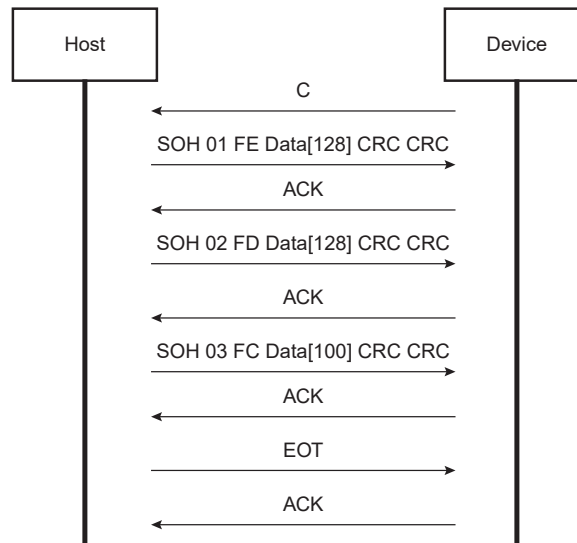 Host
Device
C
SOH 01 FE Data[128] CRC CRC
ACK
SOH 02 FD Data[128] CRC CRC
ACK
SOH 03 FC Data[100] CRC CRC
ACK
EOT
ACK